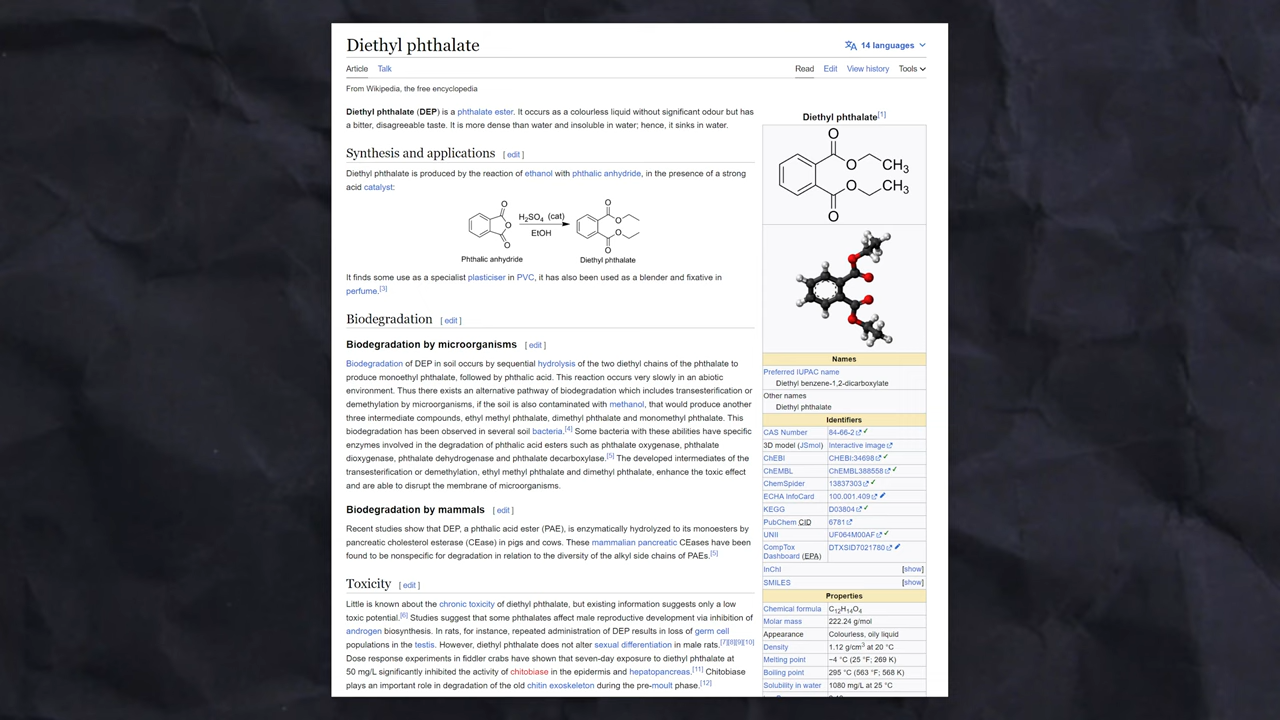 Diethyl phthalate
14 languages
Article Talk
Read Edit View history Tools
From Wikipedia, the free encyclopedia
Diethyl phthalate (DEP) is a phthalate ester. It occurs as a colourless liquid without significant odour but has
a bitter, disagreeable taste. It is more dense than water and insoluble in water; hence, it sinks in water.
Synthesis and applications [ edit ]
Diethyl phthalate is produced by the reaction of ethanol with phthalic anhydride, in the presence of a strong
acid catalyst:
O
O
O
H₂SO₄ (cat)
EtOH
O
O
O
O
Phthalic anhydride
Diethyl phthalate
It finds some use as a specialist plasticiser in PVC, it has also been used as a blender and fixative in
perfume.[3]
Biodegradation [ edit ]
Biodegradation by microorganisms [ edit ]
Biodegradation of DEP in soil occurs by sequential hydrolysis of the two diethyl chains of the phthalate to
produce monoethyl phthalate, followed by phthalic acid. This reaction occurs very slowly in an abiotic
environment. Thus there exists an alternative pathway of biodegradation which includes transesterification or
demethylation by microorganisms, if the soil is also contaminated with methanol, that would produce another
three intermediate compounds, ethyl methyl phthalate, dimethyl phthalate and monomethyl phthalate. This
biodegradation has been observed in several soil bacteria.[4] Some bacteria with these abilities have specific
enzymes involved in the degradation of phthalic acid esters such as phthalate oxygenase, phthalate
dioxygenase, phthalate dehydrogenase and phthalate decarboxylase.[5] The developed intermediates of the
transesterification or demethylation, ethyl methyl phthalate and dimethyl phthalate, enhance the toxic effect
and are able to disrupt the membrane of microorganisms.
Biodegradation by mammals [ edit ]
Recent studies show that DEP, a phthalic acid ester (PAE), is enzymatically hydrolyzed to its monoesters by
pancreatic cholesterol esterase (CEase) in pigs and cows. These mammalian pancreatic CEases have been
found to be nonspecific for degradation in relation to the diversity of the alkyl side chains of PAEs.[5]
Toxicity [ edit ]
Little is known about the chronic toxicity of diethyl phthalate, but existing information suggests only a low
toxic potential.[6] Studies suggest that some phthalates affect male reproductive development via inhibition of
androgen biosynthesis. In rats, for instance, repeated administration of DEP results in loss of germ cell
populations in the testis. However, diethyl phthalate does not alter sexual differentiation in male rats.[7][8][9][10]
Dose response experiments in fiddler crabs have shown that seven-day exposure to diethyl phthalate at
50 mg/L significantly inhibited the activity of chitobiase in the epidermis and hepatopancreas.[11] Chitobiase
plays an important role in degradation of the old chitin exoskeleton during the pre-moult phase.[12]
Diethyl phthalate[1]
O
O CH₃
O CH₃
O
Names
Preferred IUPAC name
Diethyl benzene-1,2-dicarboxylate
Other names
Diethyl phthalate
Identifiers
CAS Number 84-66-2
3D model (JSmol) Interactive image
ChEBI CHEBI:34698
ChEMBL ChEMBL388558
ChemSpider 13837303
ECHA InfoCard 100.001.409
KEGG D03804
PubChem CID 6781
UNII UF064M00AF
CompTox DTXSID7021780
Dashboard (EPA)
InChI [show]
SMILES [show]
Properties
Chemical formula C₁₂H₁₄O₄
Molar mass 222.24 g/mol
Appearance Colourless, oily liquid
Density 1.12 g/cm³ at 20 °C
Melting point −4 °C (25 °F; 269 K)
Boiling point 295 °C (563 °F; 568 K)
Solubility in water 1080 mg/L at 25 °C